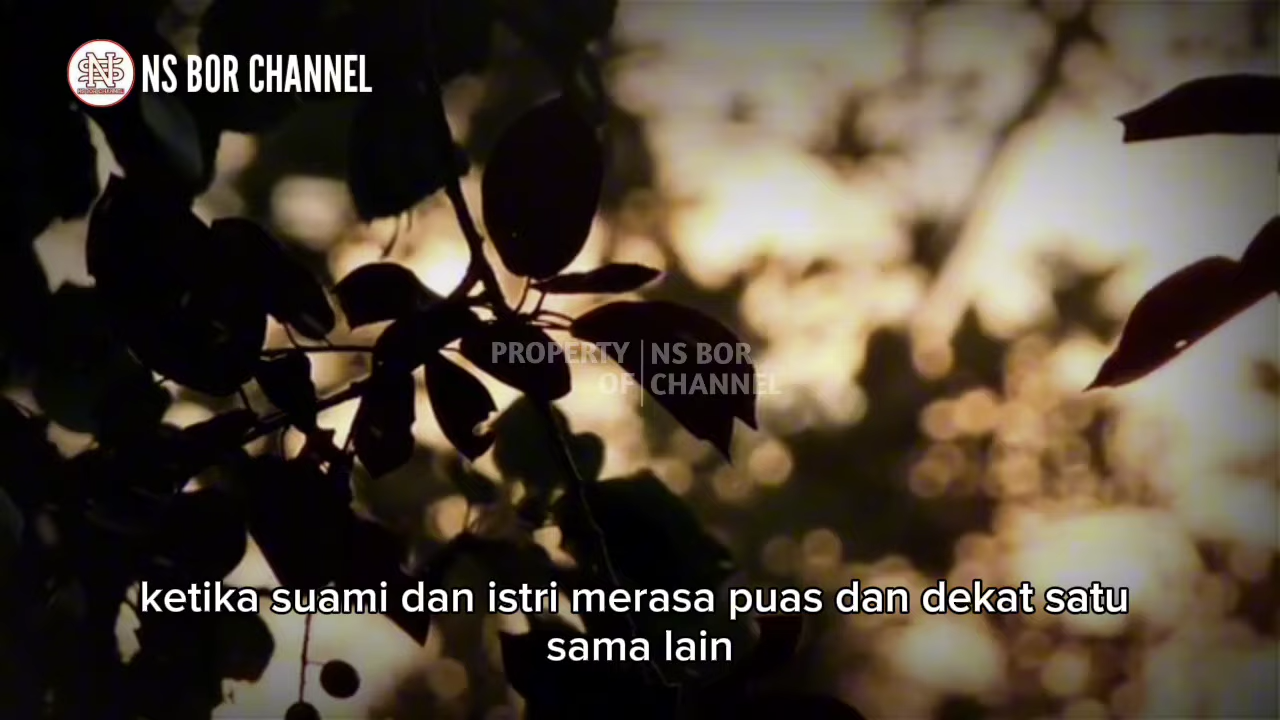 NS BOR CHANNEL
PROPERTY OF
NS BOR CHANNEL
ketika suami dan istri merasa puas dan dekat satu
sama lain